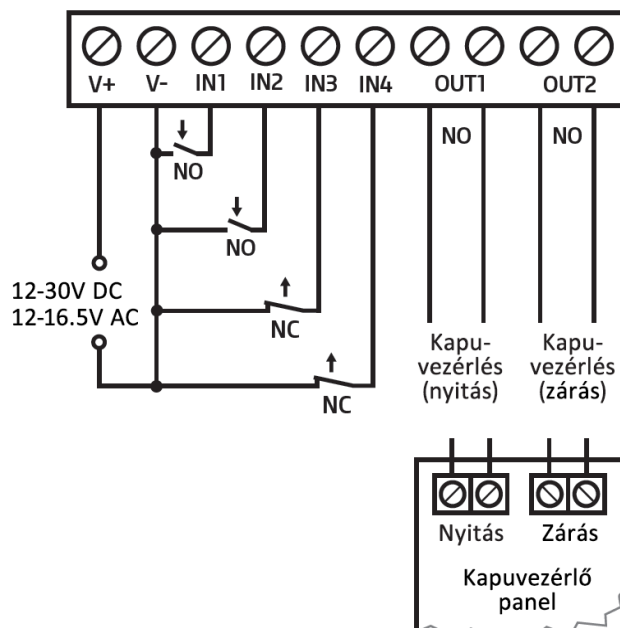 V+ V- IN1 IN2 IN3 IN4 OUT1 OUT2
NO NO
NO
NO
12-30V DC
12-16.5V AC
NC
NC
Kapu-
vezérlés
(nyitás)
Kapu-
vezérlés
(zárás)
Nyitás Zárás
Kapuvezérlő
panel